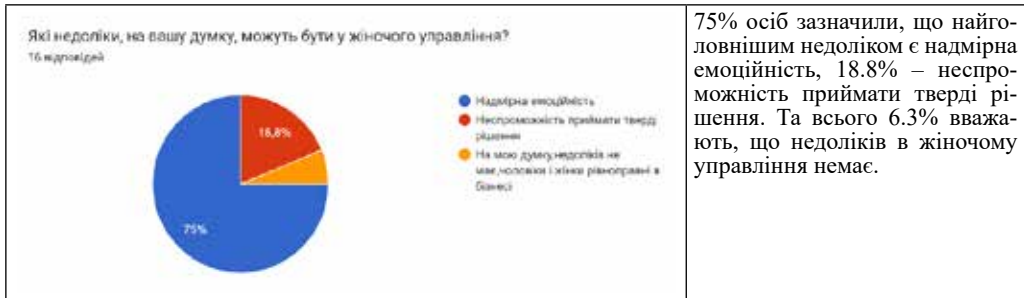 Які недоліки, на вашу думку, можуть бути у жіночого управління?
16 відповідей
18,8%
75%
Надмірна емоційність
Неспроможність приймати тверді
рішення
На мою думку,недоліків не
має,чоловіки і жінки рівноправні в
бізнесі
75% осіб зазначили, що найго-
ловнішим недоліком є надмірна
емоційність, 18.8% – неспро-
можність приймати тверді рі-
шення. Та всього 6.3% вважа-
ють, що недоліків в жіночому
управління немає.